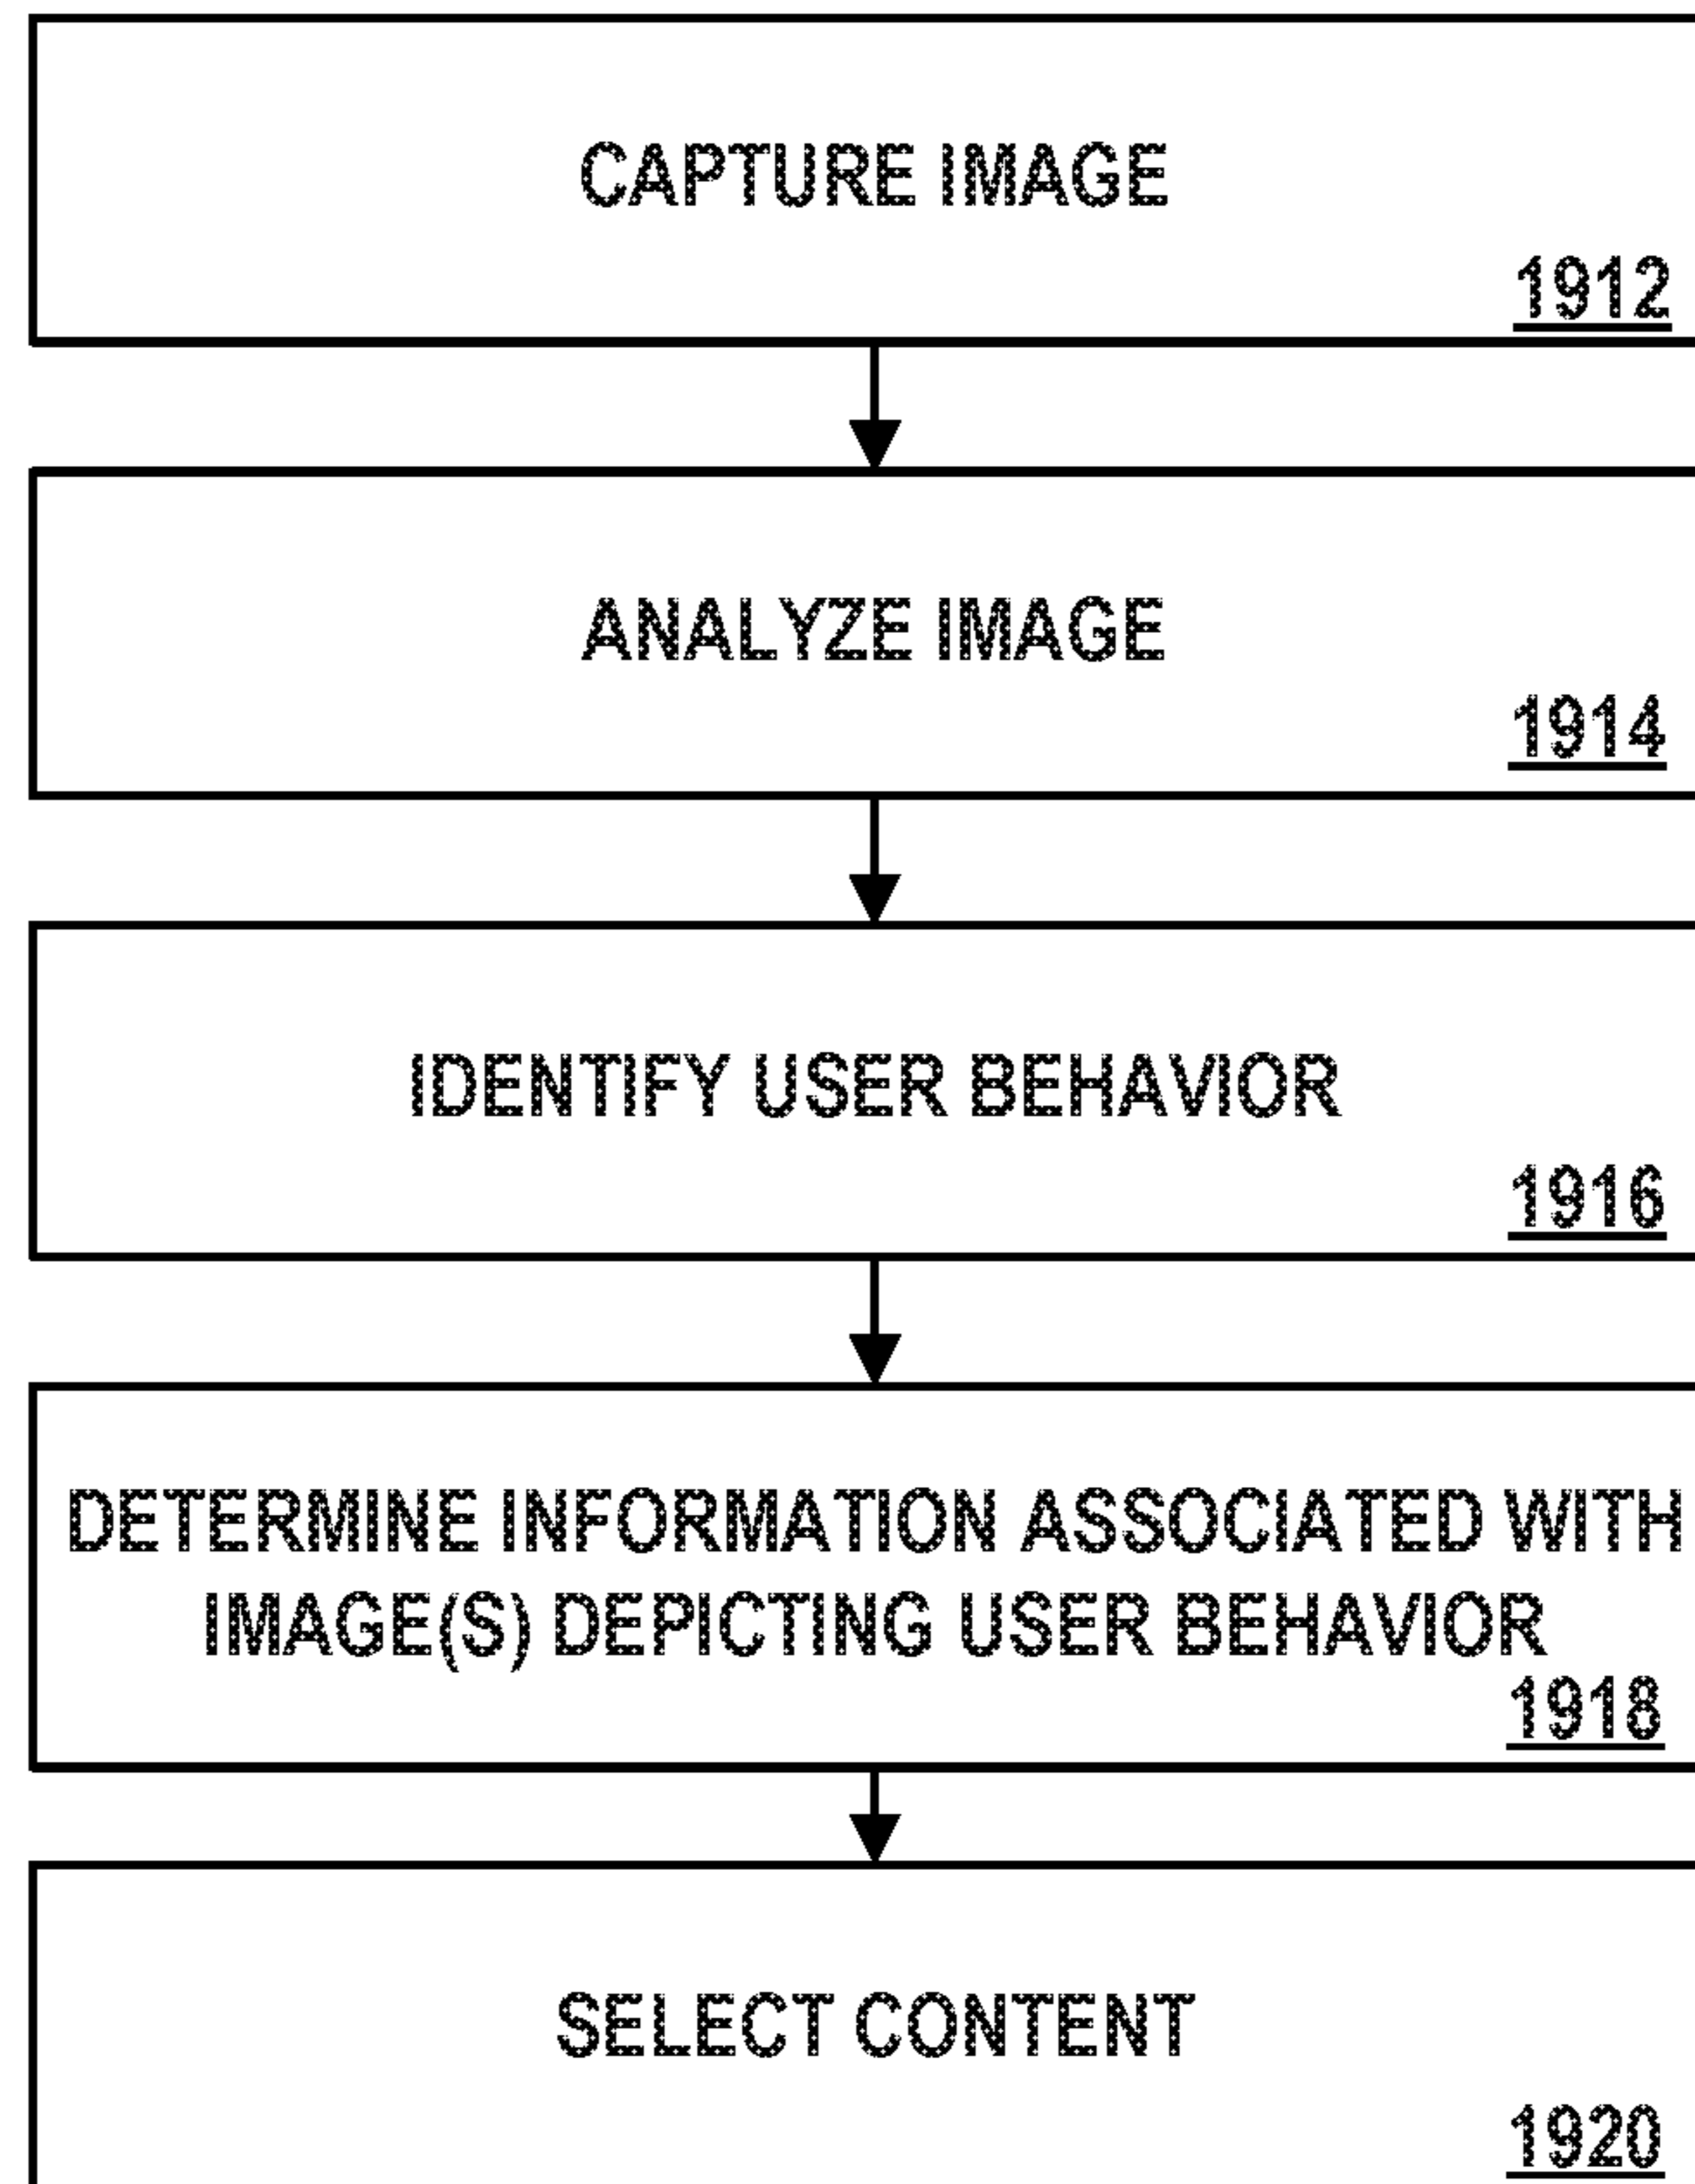 CAPTURE IMAGE
1912
ANALYZE IMAGE
1914
IDENTIFY USER BEHAVIOR
1916
DETERMINE INFORMATION ASSOCIATED WITH
IMAGE(S) DEPICTING USER BEHAVIOR
1918
SELECT CONTENT
1920